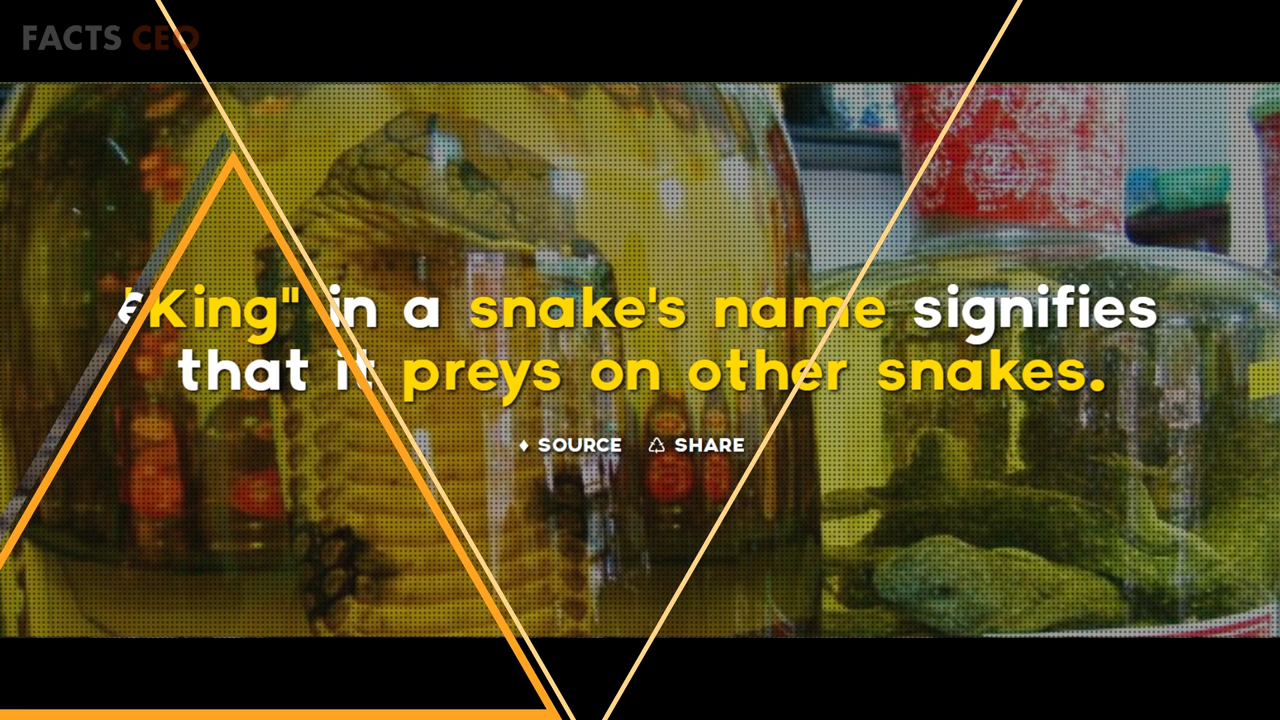 FACTS CEO
"King" in a snake's name signifies
that it preys on other snakes.
♦ SOURCE ♺ SHARE